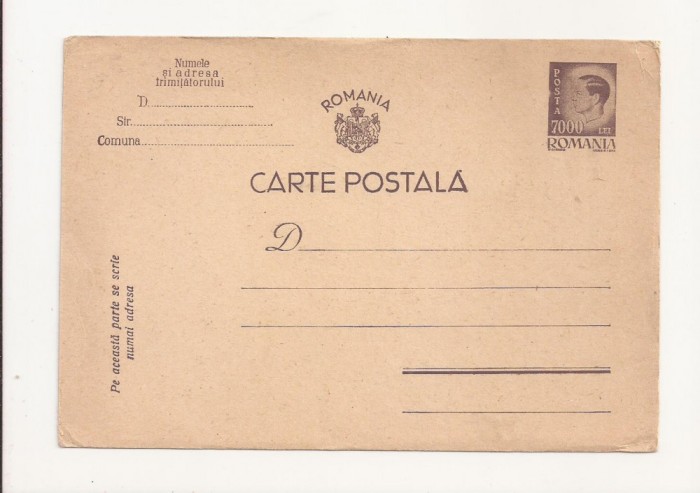 Numele
și adresa
trimițătorului
D.
Str.
Comuna
ROMANIA
CARTE POSTALĂ
D
Pe această parte se scrie
numai adresa
POSTA
7000 LEI
ROMANIA